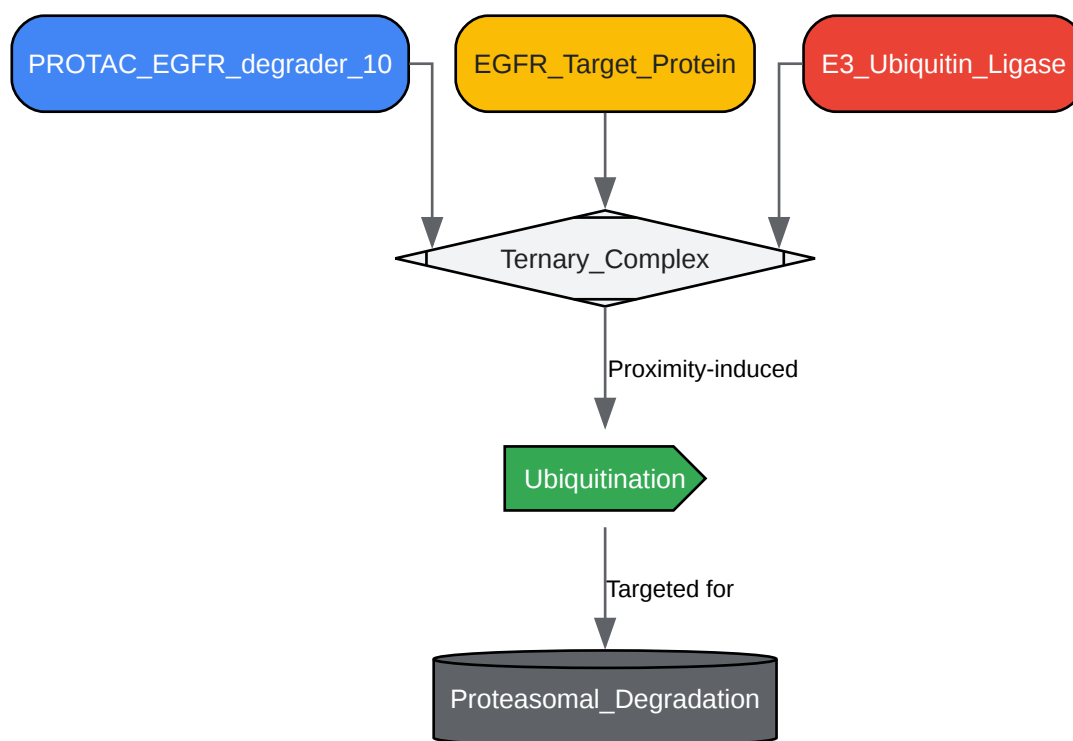 PROTAC_EGFR_degrader_10
EGFR_Target_Protein
E3_Ubiquitin_Ligase
Ternary_Complex
Proximity-induced
Ubiquitination
Targeted for
Proteasomal_Degradation